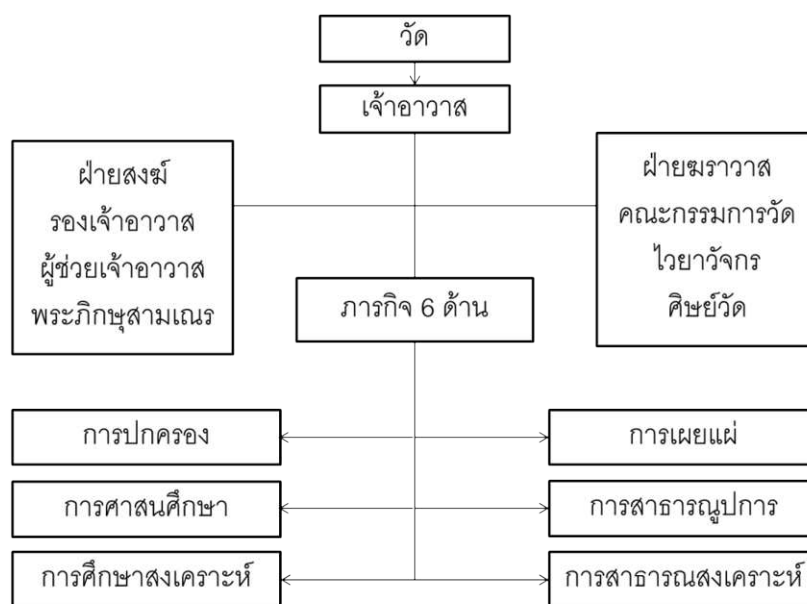 วัด
เจ้าอาวาส
ฝ่ายสงฆ์
รองเจ้าอาวาส
ผู้ช่วยเจ้าอาวาส
พระภิกษุสามเณร
ฝ่ายฆราวาส
คณะกรรมการวัด
ไวยาวัจกร
ศิษย์วัด
ภารกิจ 6 ด้าน
การปกครอง
การเผยแผ่
การศาสนศึกษา
การสาธารณูปการ
การศึกษาสงเคราะห์
การสาธารณสงเคราะห์